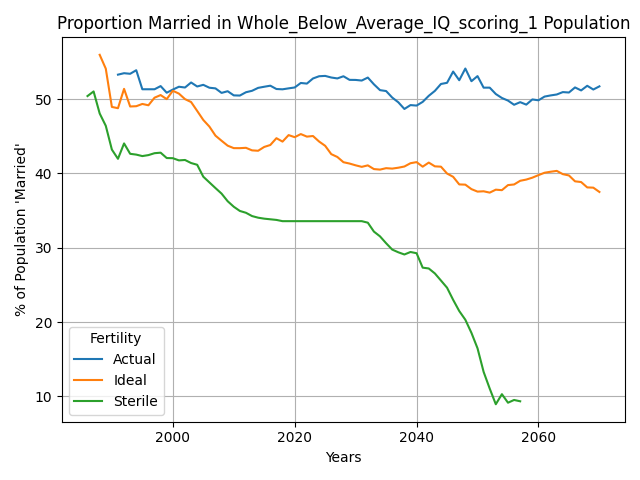 Proportion Married in Whole_Below_Average_IQ_scoring_1 Population
% of Population 'Married'
50
40
30
20
10
Fertility
Actual
Ideal
Sterile
2000
2020
2040
2060
Years